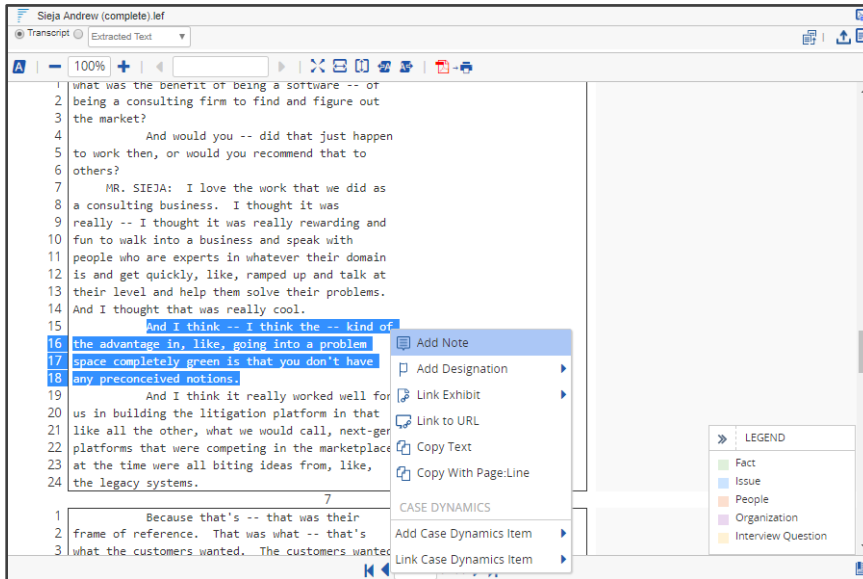 Sieja Andrew (complete).lef
Transcript Extracted Text
A 100%
1 what was the benefit of being a software -- of
2 being a consulting firm to find and figure out
3 the market?
4 And would you -- did that just happen
5 to work then, or would you recommend that to
6 others?
7 MR. SIEJA: I love the work that we did as
8 a consulting business. I thought it was
9 really -- I thought it was really rewarding and
10 fun to walk into a business and speak with
11 people who are experts in whatever their domain
12 is and get quickly, like, ramped up and talk at
13 their level and help them solve their problems.
14 And I thought that was really cool.
15 And I think -- I think the -- kind of
16 the advantage in, like, going into a problem
17 space completely green is that you don't have
18 any preconceived notions.
19 And I think it really worked well for
20 us in building the litigation platform in that
21 like all the other, what we would call, next-gen
22 platforms that were competing in the marketplace
23 at the time were all biting ideas from, like,
24 the legacy systems.
7
1 Because that's -- that was their
2 frame of reference. That was what -- that's
3 what the customers wanted. The customers wanted
Add Note
Add Designation
Link Exhibit
Link to URL
Copy Text
Copy With Page:Line
CASE DYNAMICS
Add Case Dynamics Item
Link Case Dynamics Item
LEGEND
Fact
Issue
People
Organization
Interview Question